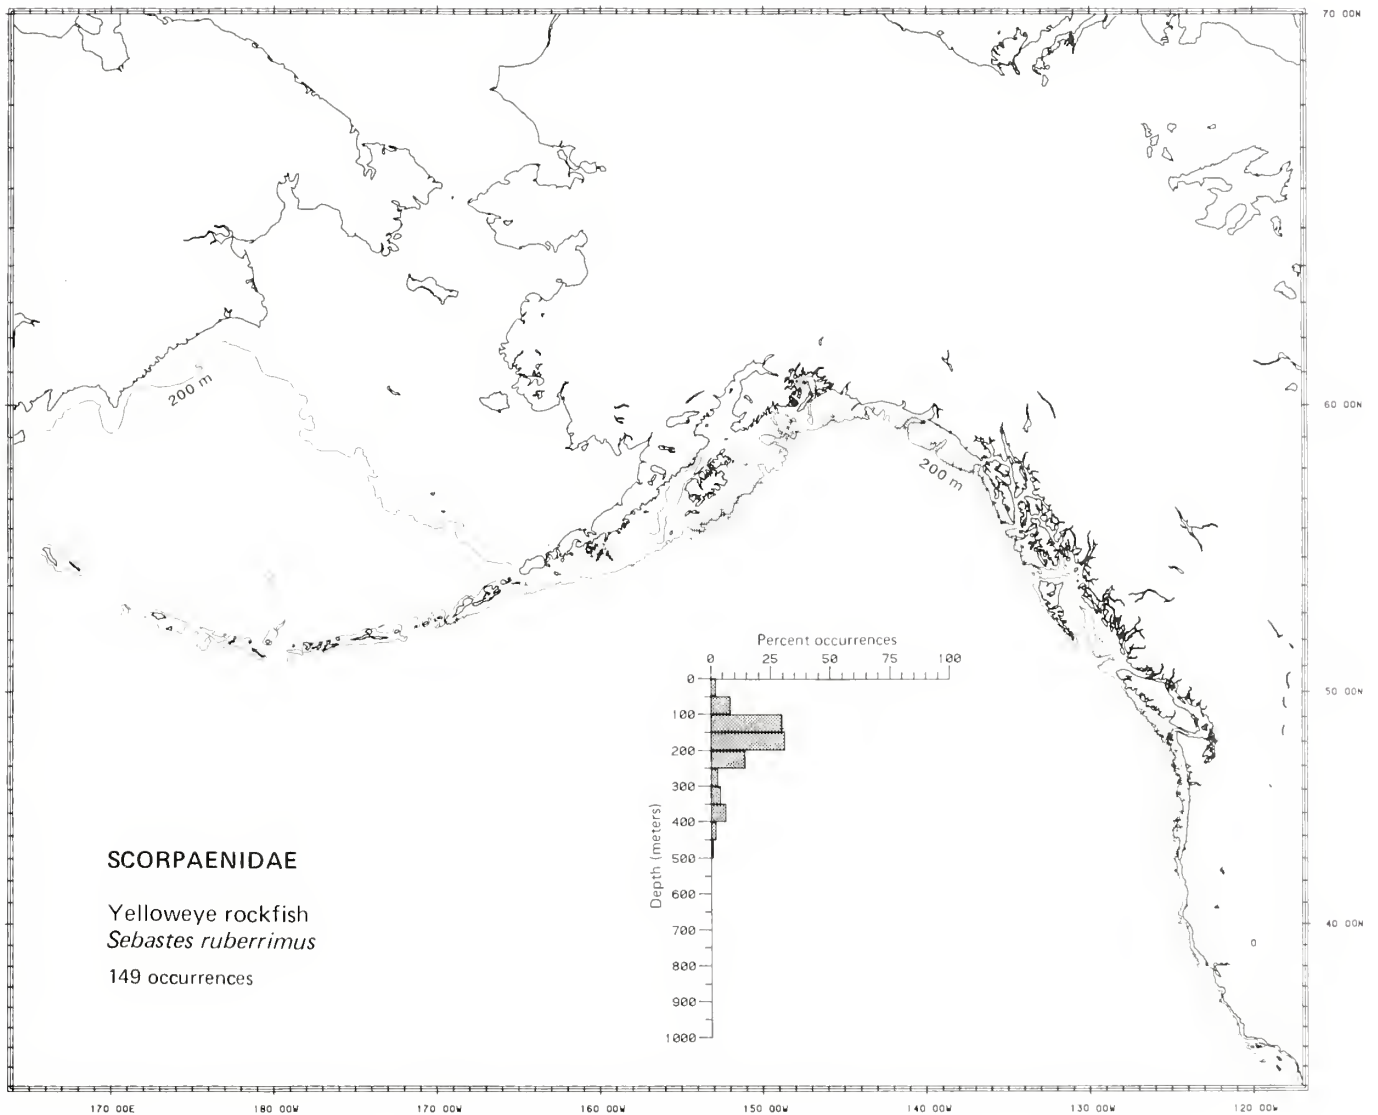 70 00N
200 m
60 00N
200 m
Percent occurrences
0 25 50 75 100
0
50 00N
100
200
300
400
Depth (meters)
500
SCORPAENIDAE
600
Yelloweye rockfish
40 00N
700
Sebastes ruberrimus
800
149 occurrences
900
1000
170 00E 180 00W 170 00W 160 00W 150 00W 140 00W 130 00W 120 00W